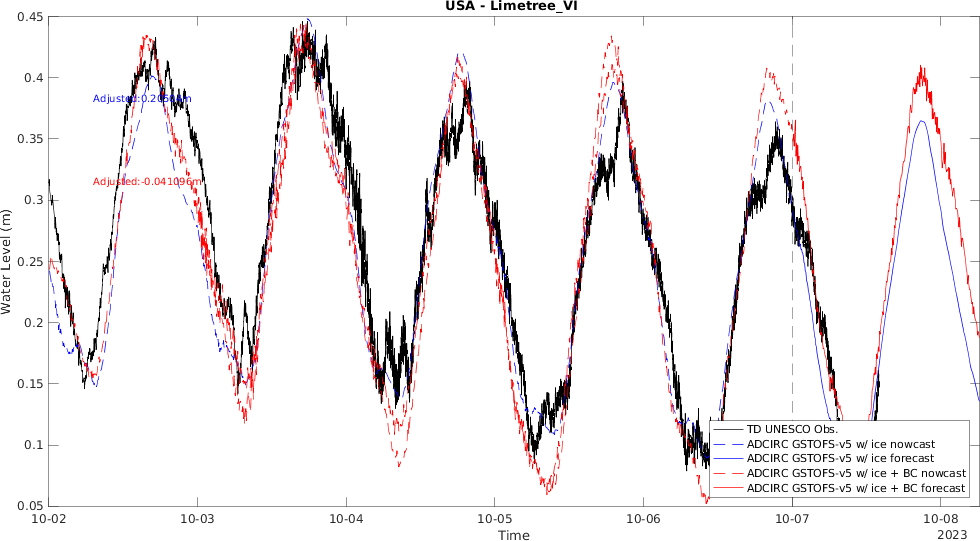 USA - Limetree_VI
0.45
0.4
0.35
0.3
0.25
0.2
0.15
0.1
0.05
Water Level (m)
Adjusted:-0.041096m
TD UNESCO Obs.
ADCIRC GSTOFS-v5 w/ ice nowcast
ADCIRC GSTOFS-v5 w/ ice forecast
ADCIRC GSTOFS-v5 w/ ice + BC nowcast
ADCIRC GSTOFS-v5 w/ ice + BC forecast
10-02 10-03 10-04 10-05 10-06 10-07 10-08
Time
2023